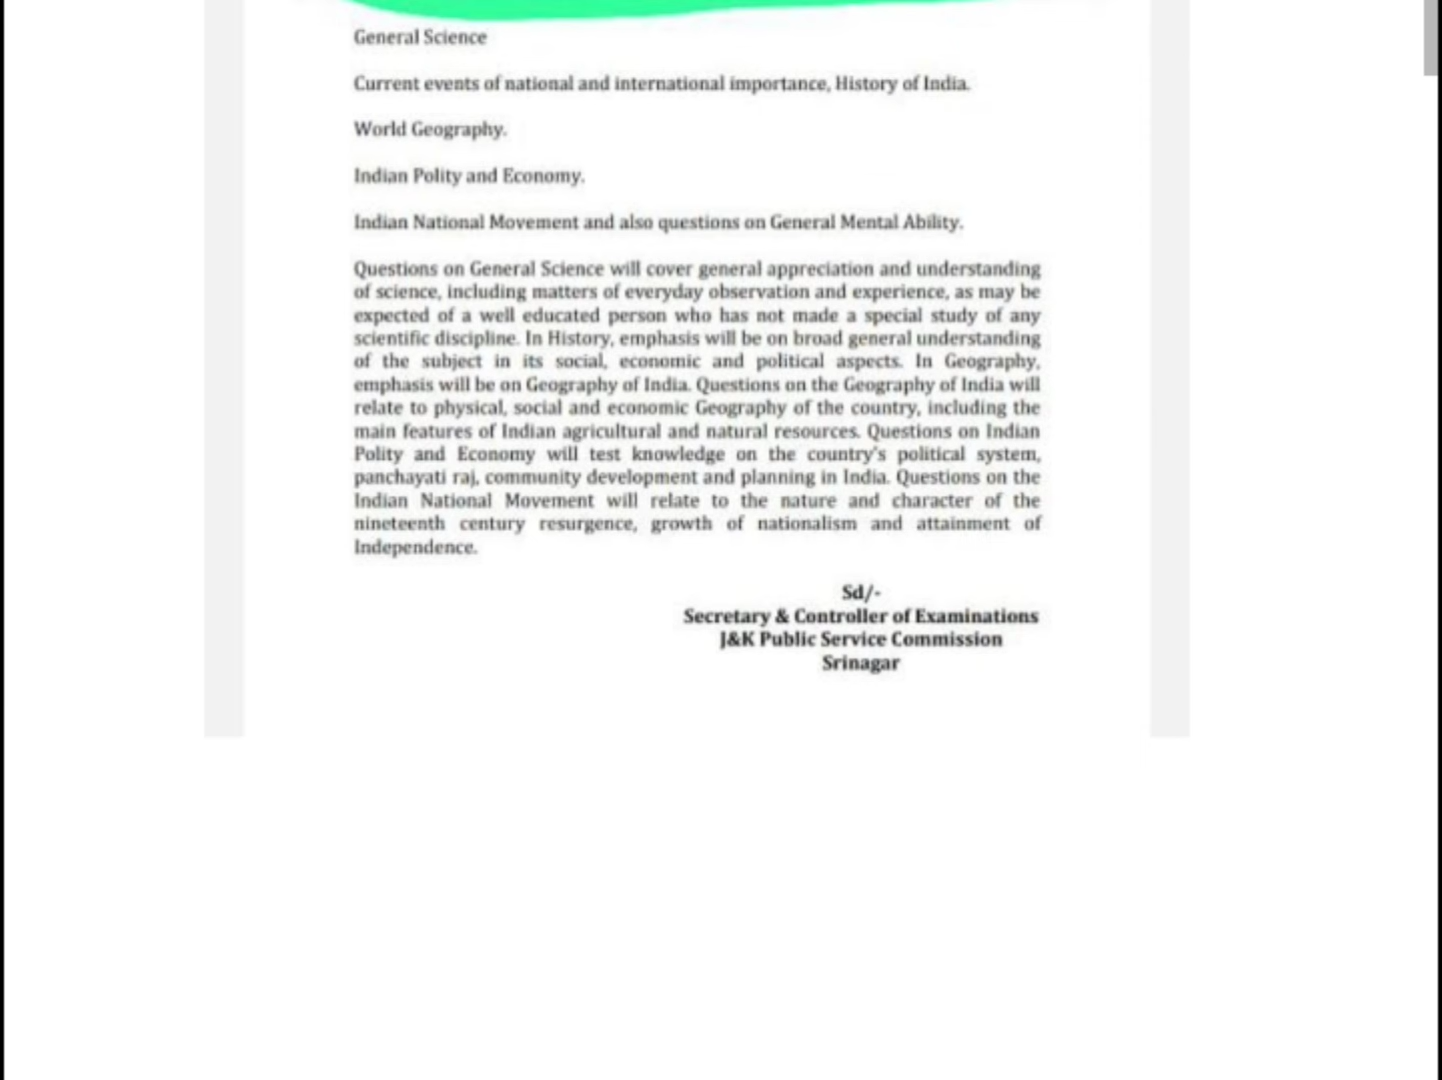 General Science
Current events of national and international importance, History of India.
World Geography.
Indian Polity and Economy.
Indian National Movement and also questions on General Mental Ability.
Questions on General Science will cover general appreciation and understanding
of science, including matters of everyday observation and experience, as may be
expected of a well educated person who has not made a special study of any
scientific discipline. In History, emphasis will be on broad general understanding
of the subject in its social, economic and political aspects. In Geography,
emphasis will be on Geography of India. Questions on the Geography of India will
relate to physical, social and economic Geography of the country, including the
main features of Indian agricultural and natural resources. Questions on Indian
Polity and Economy will test knowledge on the country's political system,
panchayati raj, community development and planning in India. Questions on the
Indian National Movement will relate to the nature and character of the
nineteenth century resurgence, growth of nationalism and attainment of
Independence.
Sd/-
Secretary & Controller of Examinations
J&K Public Service Commission
Srinagar